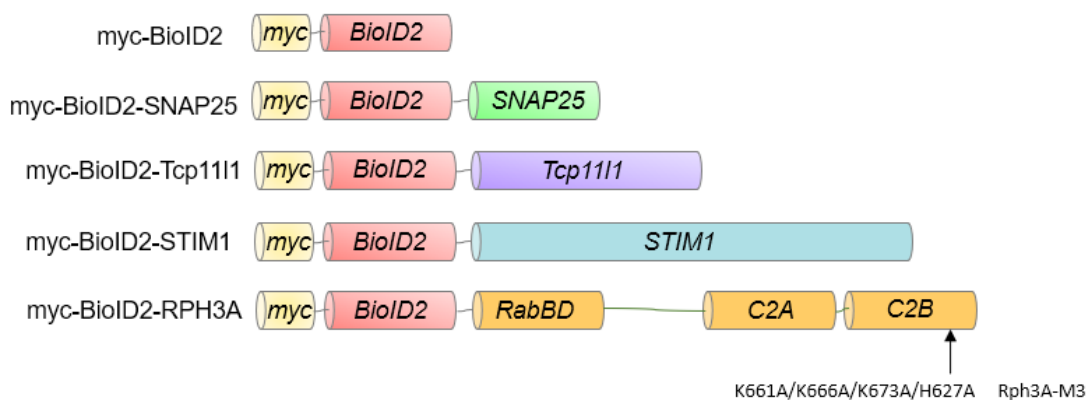 myc-BioID2 myc BioID2
myc-BioID2-SNAP25 myc BioID2 SNAP25
myc-BioID2-Tcp11l1 myc BioID2 Tcp11l1
myc-BioID2-STIM1 myc BioID2 STIM1
myc-BioID2-RPH3A myc BioID2 RabBD C2A C2B
K661A/K666A/K673A/H627A Rph3A-M3